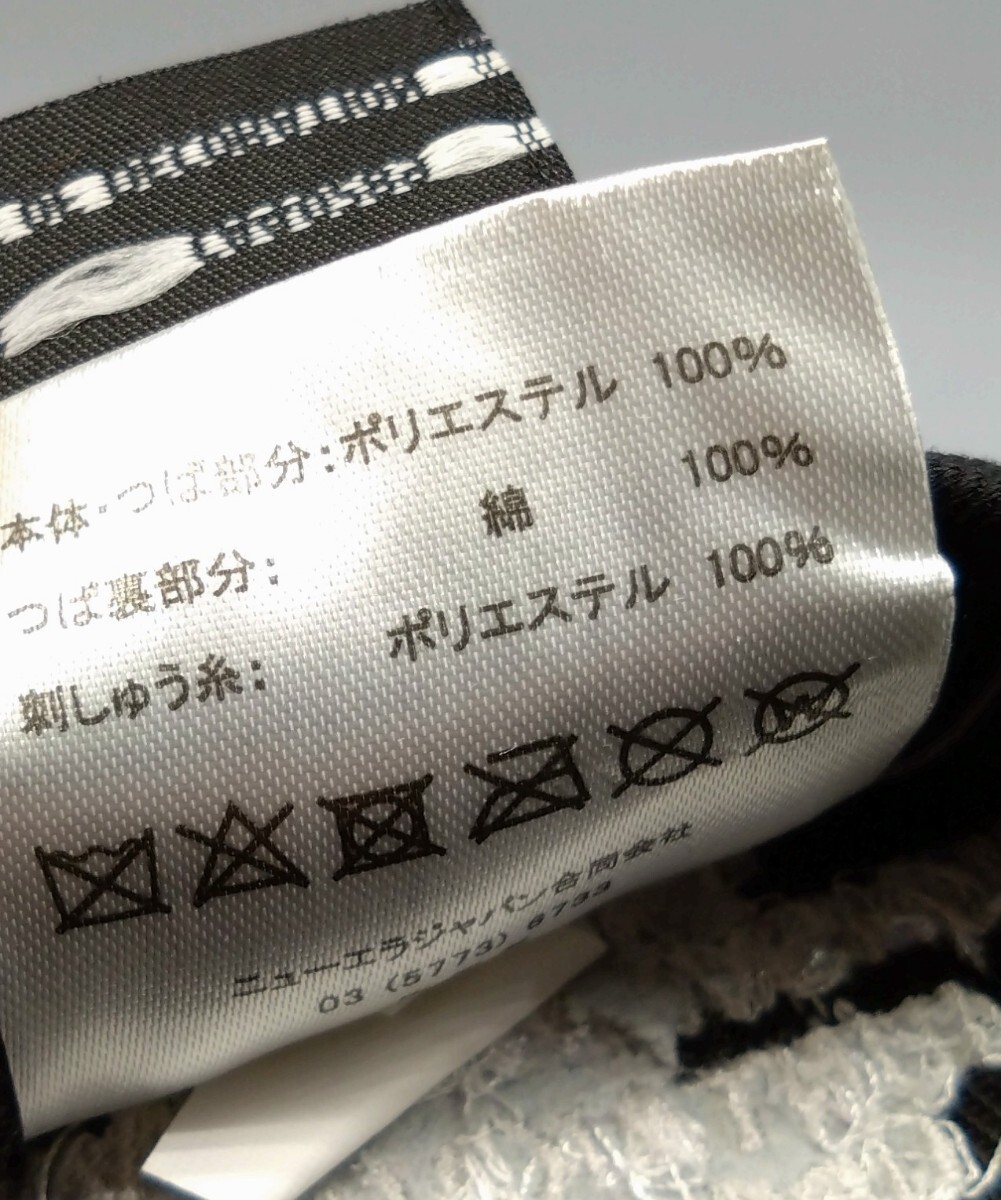 本体・つば部分:ポリエステル 100%
つば裏部分: 綿 100%
刺しゅう糸: ポリエステル 100%
ニューエラジャパン合同会社
03 (5773) 8733